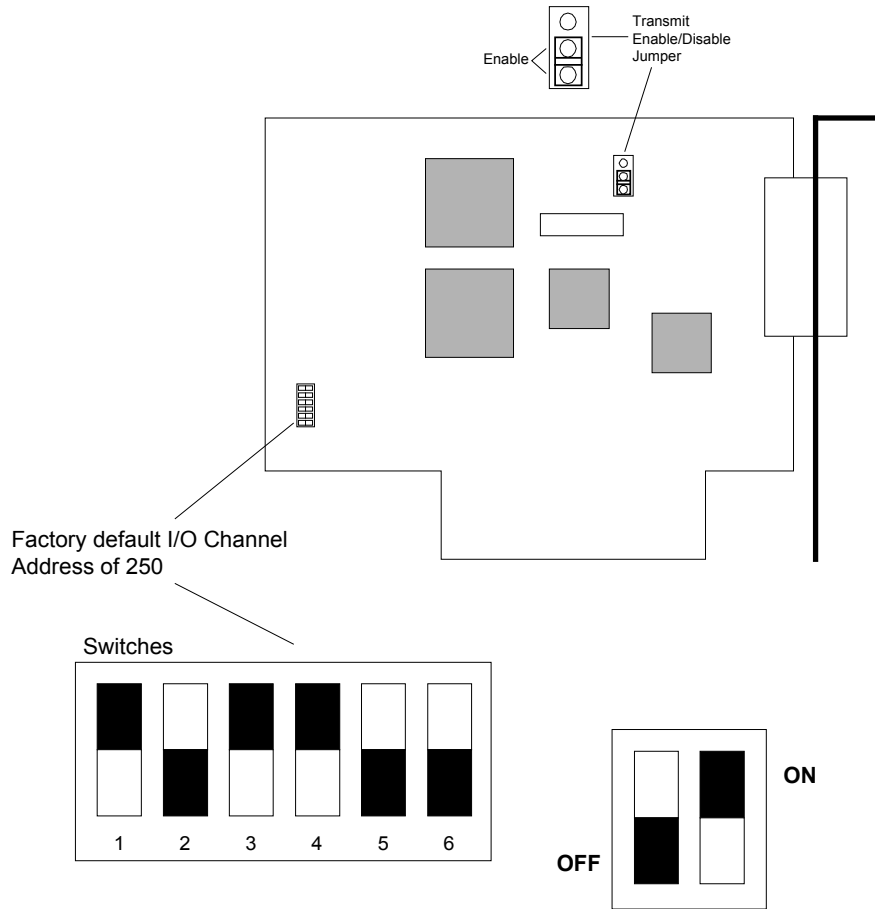 Transmit
Enable/Disable
Jumper
Enable
Factory default I/O Channel
Address of 250
Switches
1 2 3 4 5 6
ON
OFF